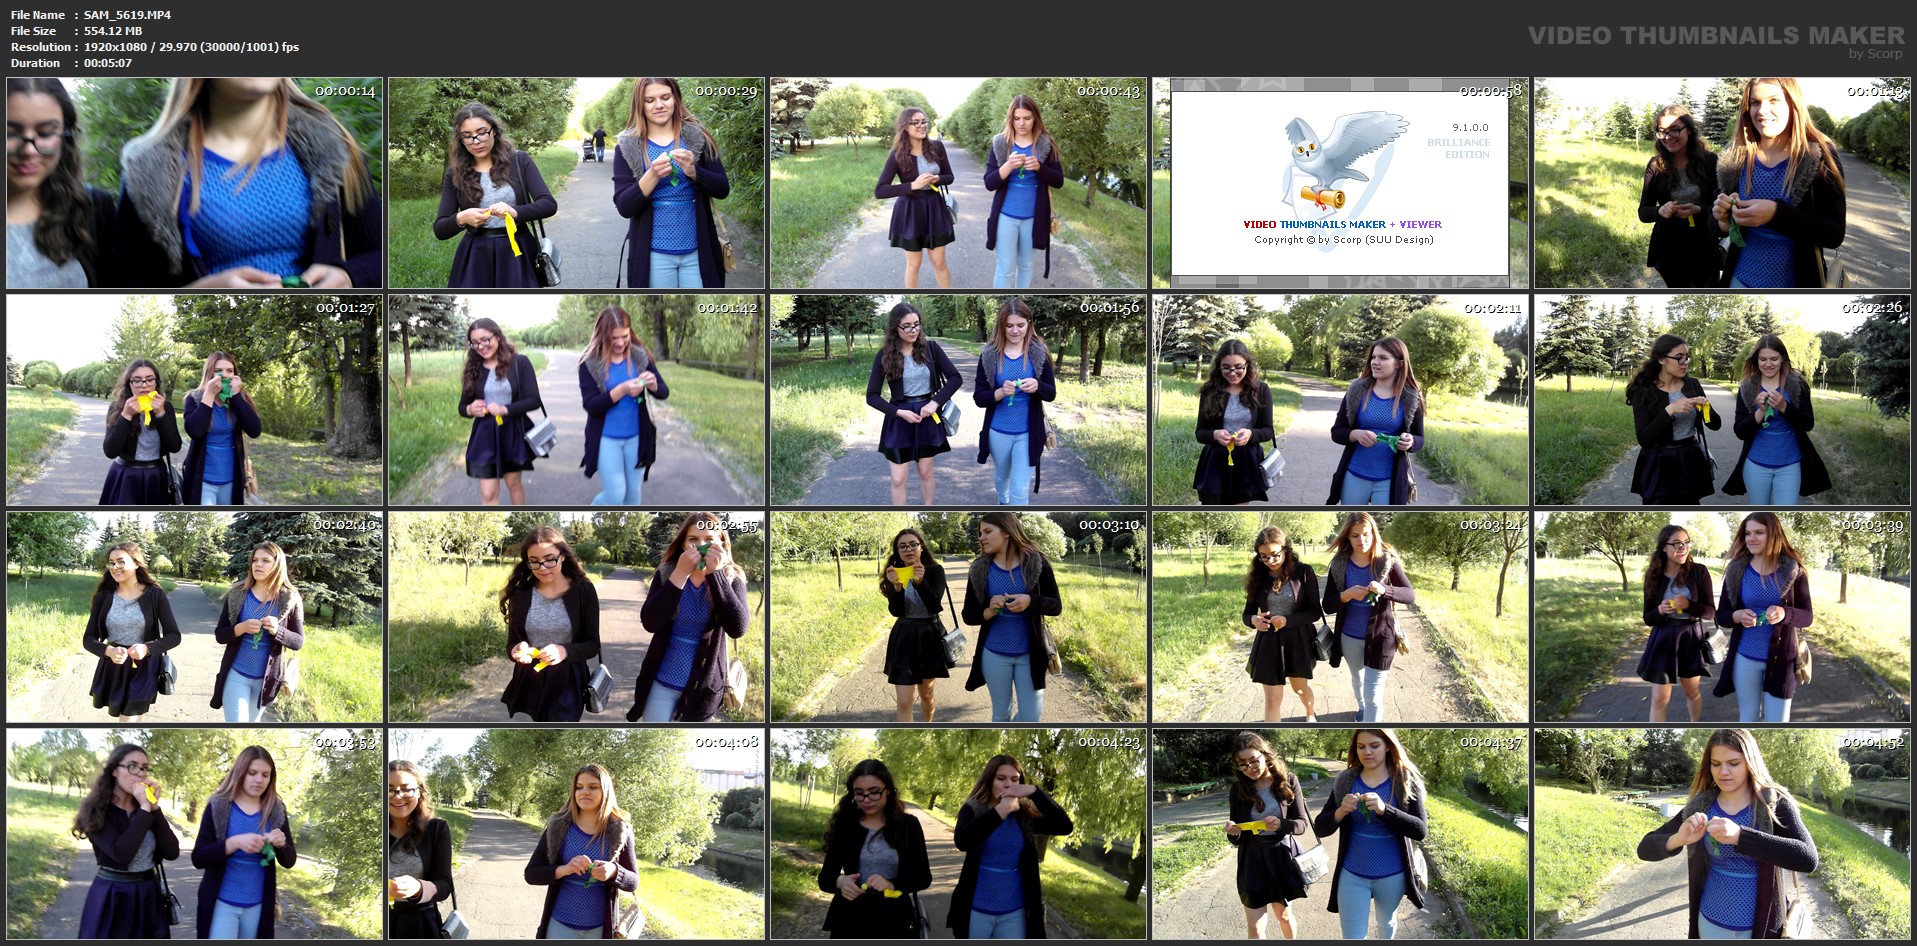 File Name : SAM_5619.MP4
File Size : 554.12 MB
Resolution : 1920x1080 / 29.970 (30000/1001) fps
Duration : 00:05:07
VIDEO THUMBNAILS MAKER
by Scorp
00:00:14
00:00:29
00:00:43
00:00:58
9.1.0.0
BRILLIANCE
EDITION
VIDEO THUMBNAILS MAKER + VIEWER
Copyright © by Scorp (SUU Design)
00:01:13
00:01:27
00:01:42
00:01:56
00:02:11
00:02:26
00:02:40
00:02:55
00:03:10
00:03:24
00:03:39
00:03:53
00:04:08
00:04:23
00:04:37
00:04:52